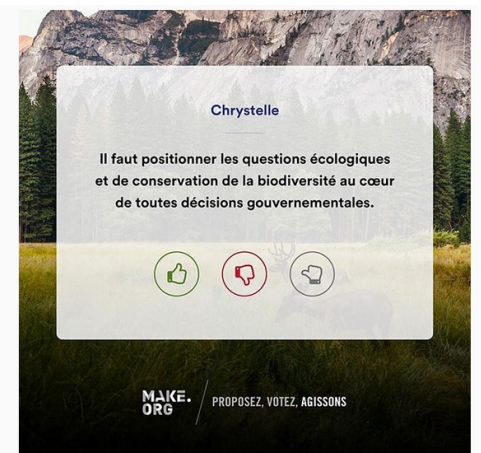 Chrystelle
Il faut positionner les questions écologiques
et de conservation de la biodiversité au cœur
de toutes décisions gouvernementales.
MAKE.
ORG
PROPOSEZ, VOTEZ, AGISSONS